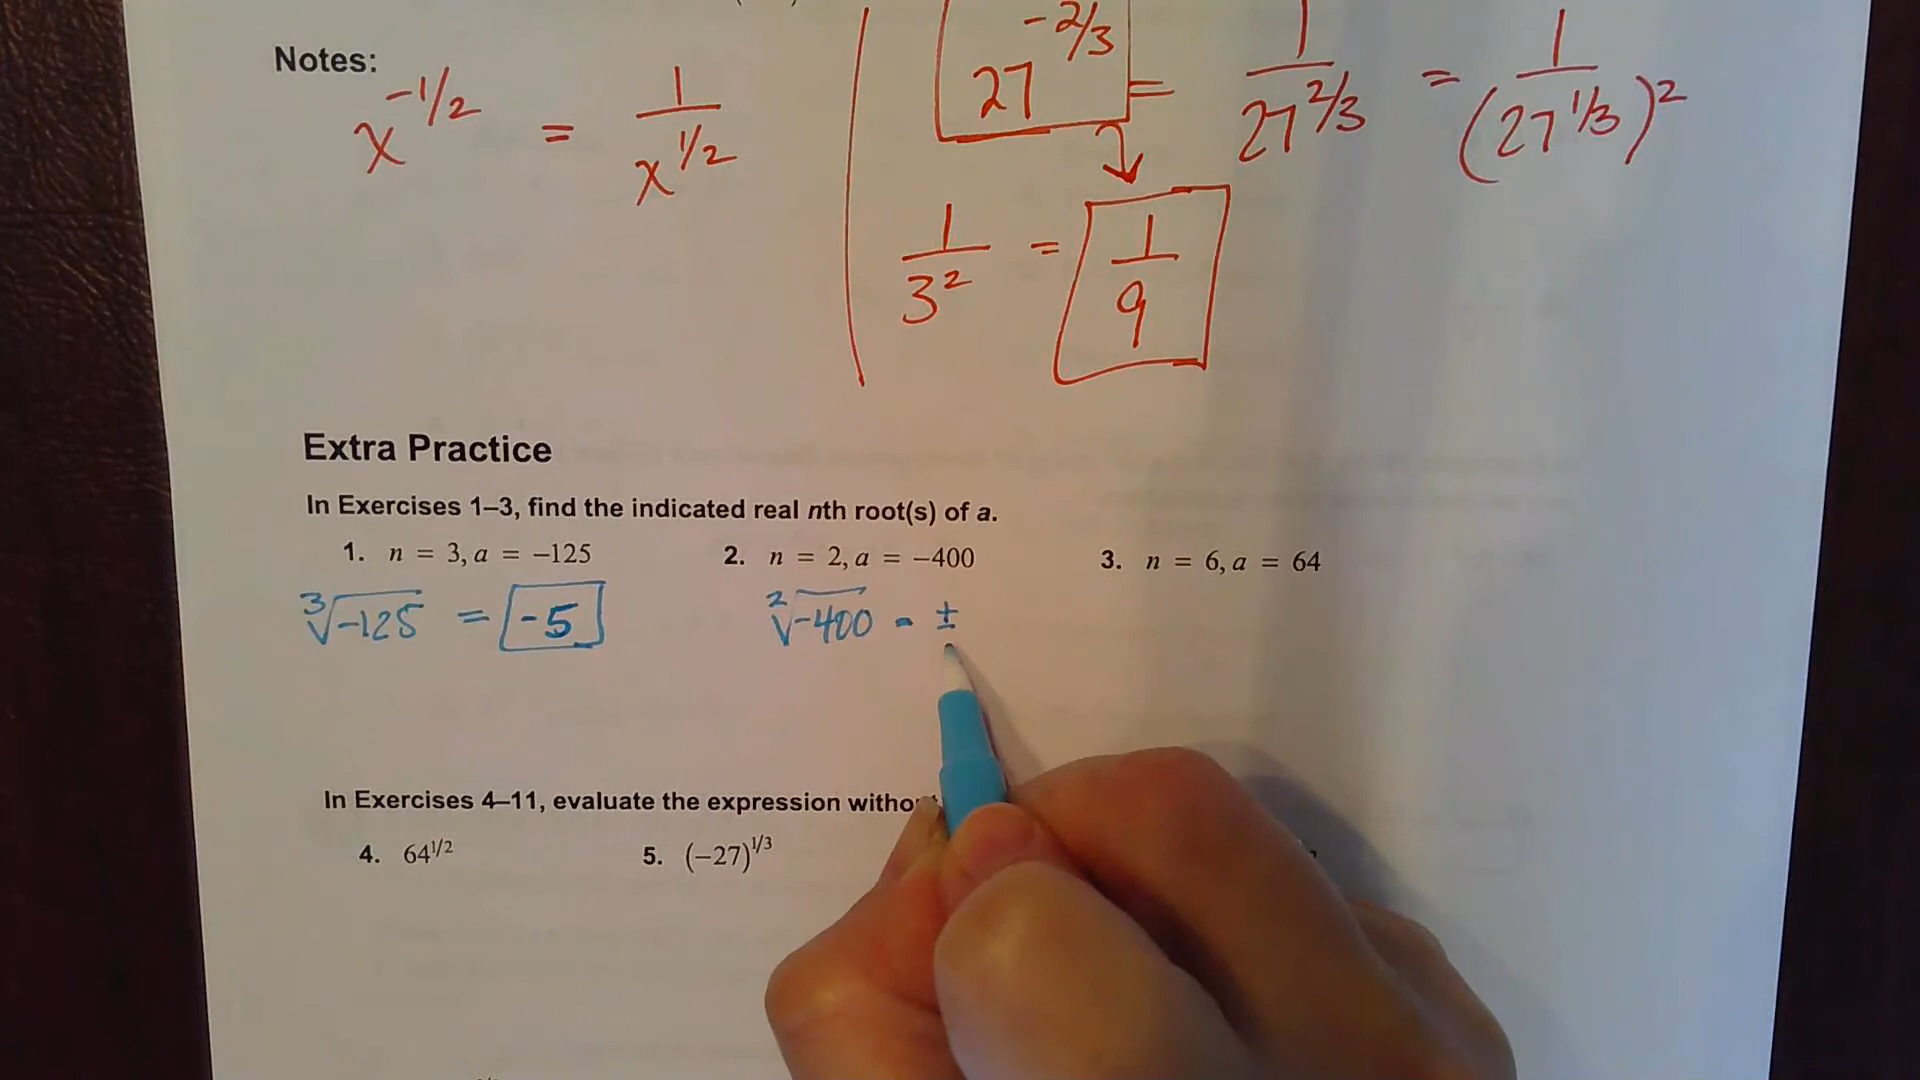 Notes:
x^-1/2 = 1/x^1/2
27^-2/3 = 1/27^2/3 = 1/(27^1/3)^2
1/3^2 = 1/9
Extra Practice
In Exercises 1–3, find the indicated real nth root(s) of a.
1. n = 3, a = −125
2. n = 2, a = −400
3. n = 6, a = 64
∛-125 = -5
²√-400 = ±
In Exercises 4–11, evaluate the expression
4. 64^1/2
5. (−27)^1/3